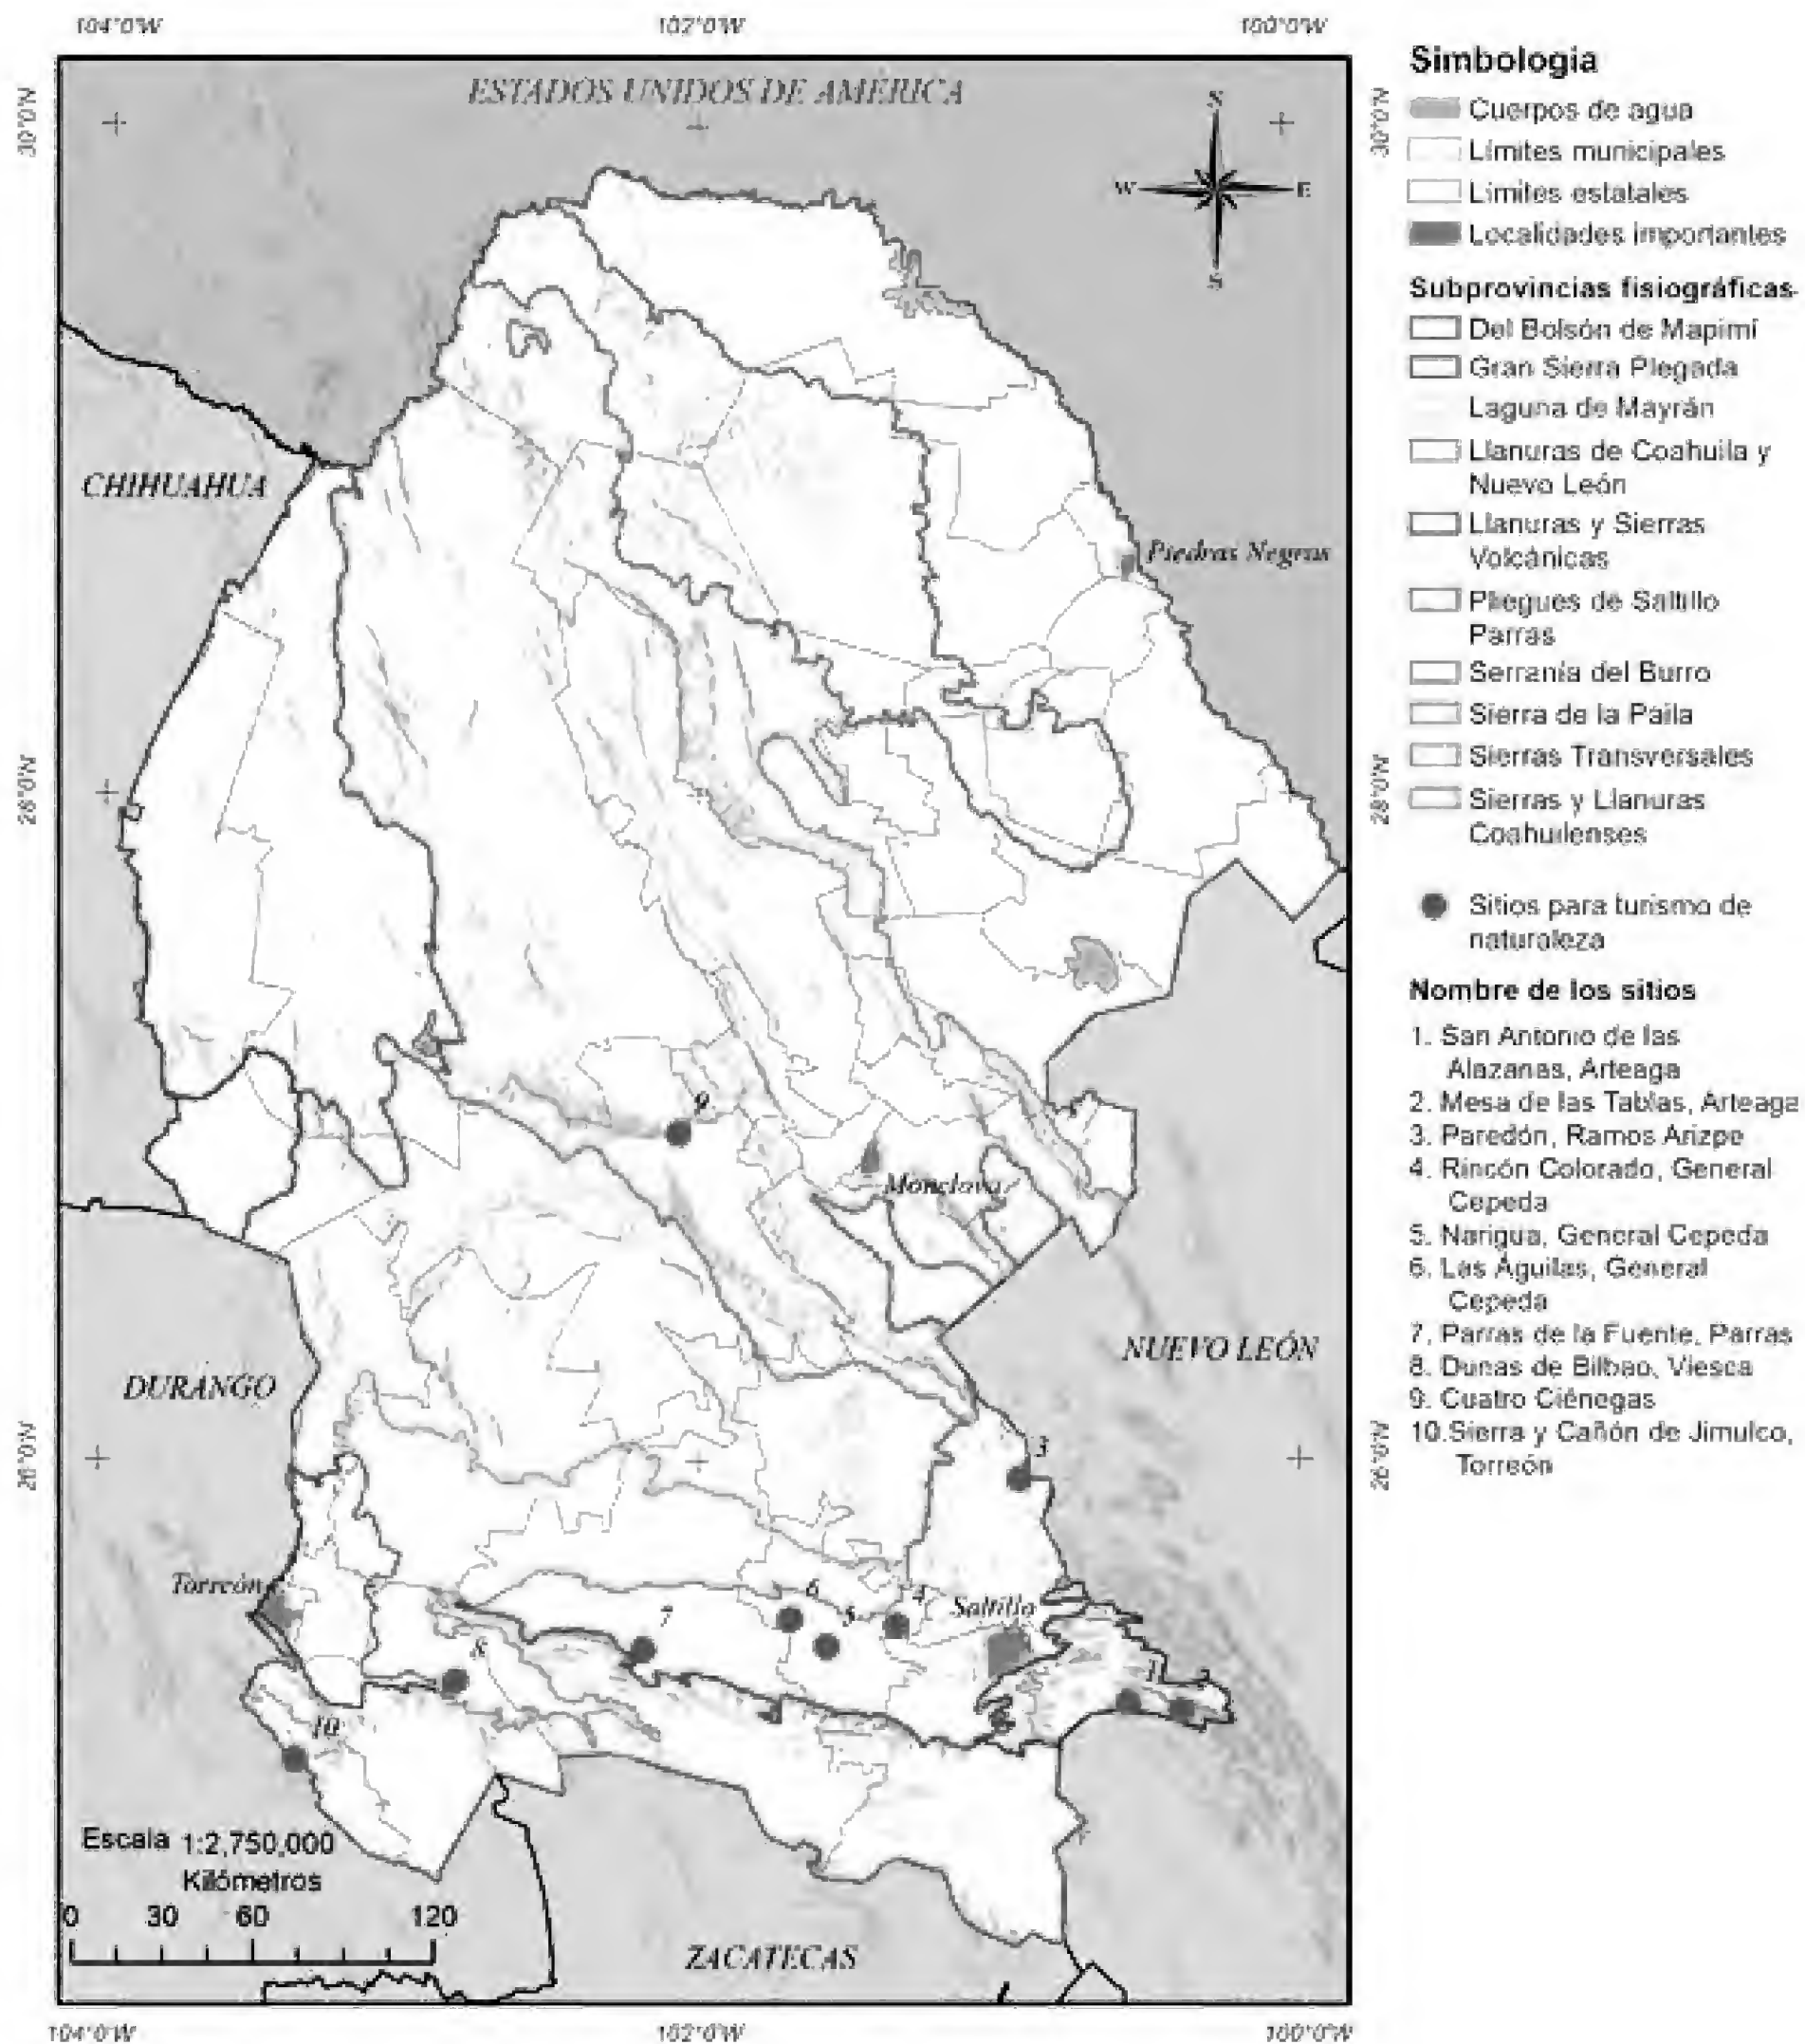 104°0'W 102°0'W 100°0'W
30°0'N 30°0'N
ESTADOS UNIDOS DE AMÉRICA
S
W E
S
CHIHUAHUA
Piedras Negras
28°0'N 28°0'N
9
Monclova
NUEVO LEÓN
DURANGO
26°0'N 26°0'N
3
Torreón
6
4
Saltillo
7
5
8
1
2
10
Escala 1:2,750,000
Kilómetros
0 30 60 120
ZACATECAS
104°0'W 102°0'W 100°0'W
Simbología
Cuerpos de agua
Límites municipales
Límites estatales
Localidades importantes
Subprovincias fisiográficas
Del Bolsón de Mapimí
Gran Sierra Plegada
Laguna de Mayrán
Llanuras de Coahuila y
Nuevo León
Llanuras y Sierras
Volcánicas
Pliegues de Saltillo
Parras
Serranía del Burro
Sierra de la Paila
Sierras Transversales
Sierras y Llanuras
Coahuilenses
Sitios para turismo de
naturaleza
Nombre de los sitios
1. San Antonio de las
Alazanas, Arteaga
2. Mesa de las Tablas, Arteaga
3. Paredón, Ramos Arizpe
4. Rincón Colorado, General
Cepeda
5. Narigua, General Cepeda
6. Las Águilas, General
Cepeda
7. Parras de la Fuente, Parras
8. Dunas de Bilbao, Viesca
9. Cuatro Ciénegas
10.Sierra y Cañón de Jimulco,
Torreón